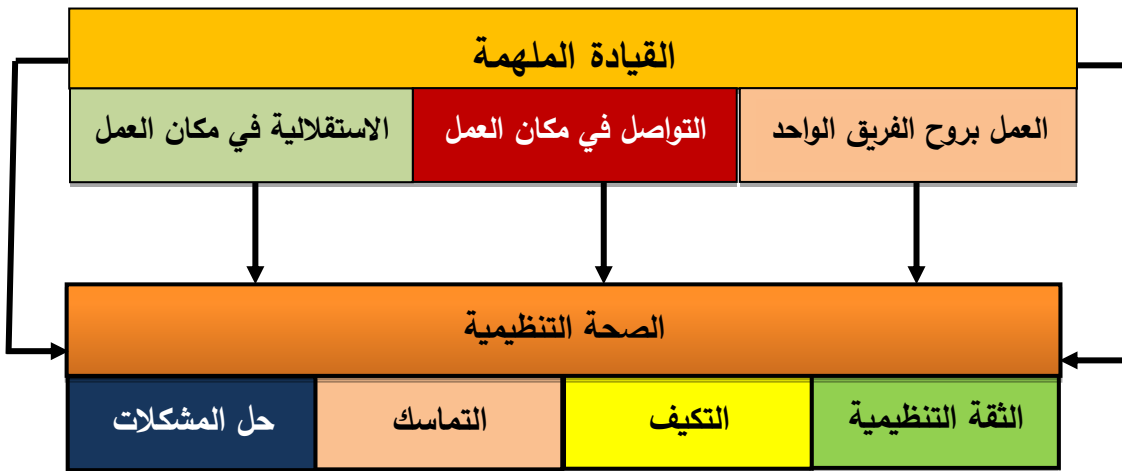 القيادة الملهمة
العمل بروح الفريق الواحد
التواصل في مكان العمل
الاستقلالية في مكان العمل
الصحة التنظيمية
الثقة التنظيمية
التكيف
التماسك
حل المشكلات